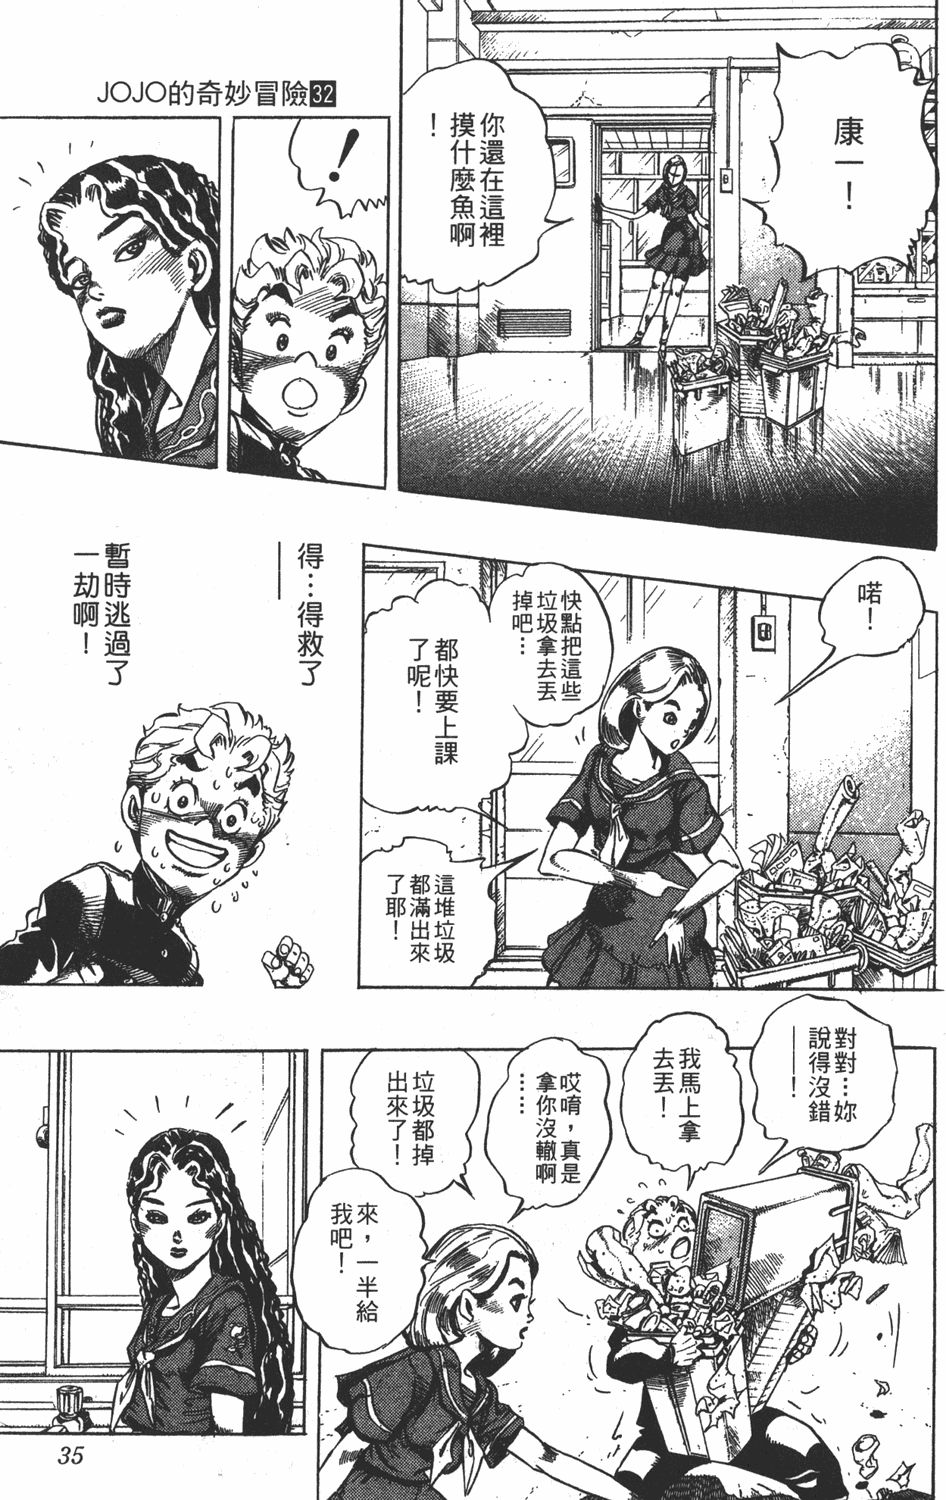 JOJO的奇妙冒險32
康一！
你還在這裡
摸什麼魚啊
！
！
喏！
快點把這些
垃圾拿去丟
掉吧…
都快要上課
了呢！
這堆垃圾
都滿出來
了耶！
得…得救了
──
暫時逃過了
一劫啊！
對對…妳
說得沒錯
──！
我馬上拿
去丟！
哎唷，真是
拿你沒轍啊
……
垃圾都掉
出來了！
來，一半給
我吧！
35